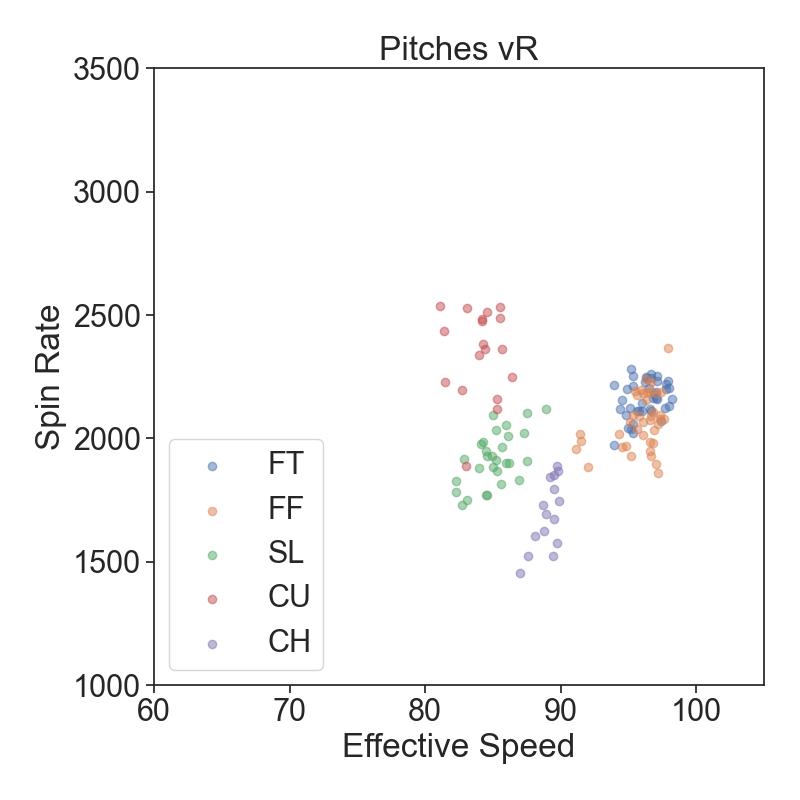 Pitches vR
3500
3000
2500
2000
1500
1000
Spin Rate
FT
FF
SL
CU
CH
60 70 80 90 100
Effective Speed